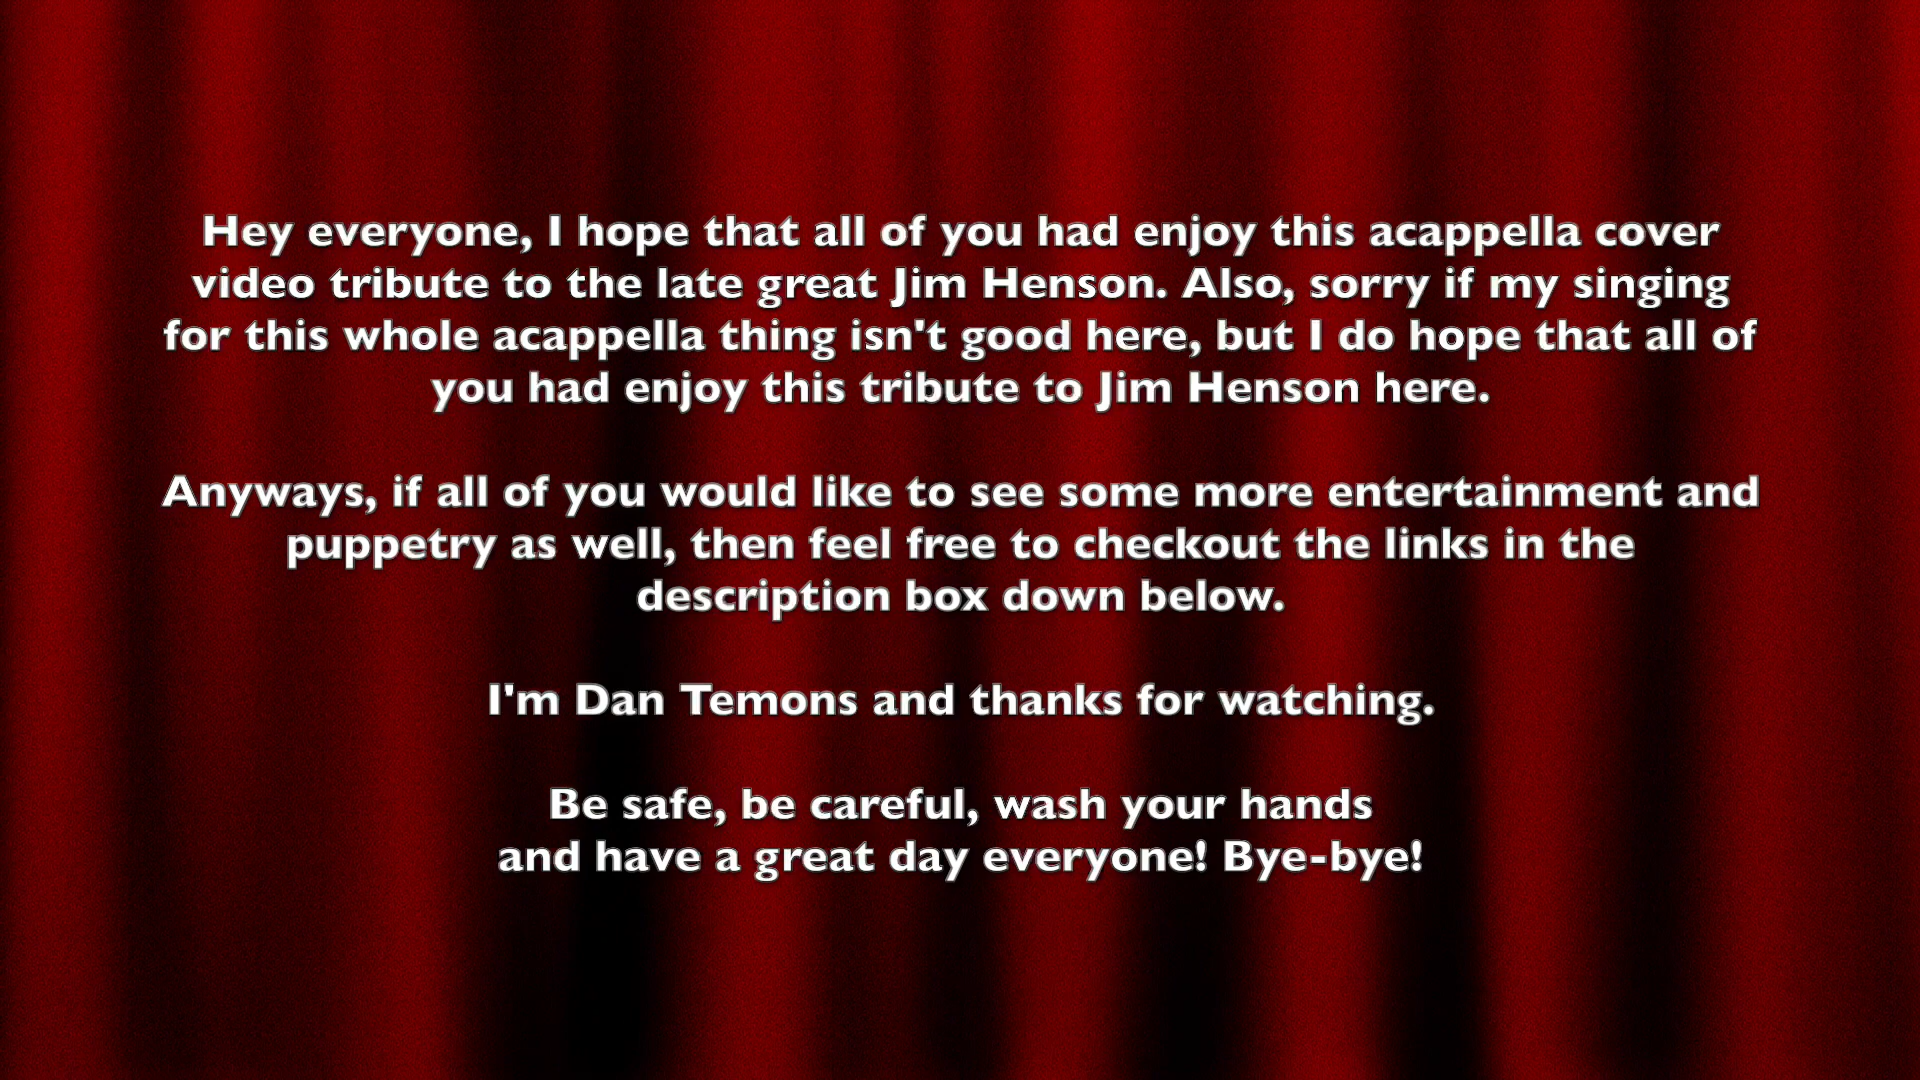 Hey everyone, I hope that all of you had enjoy this acappella cover
video tribute to the late great Jim Henson. Also, sorry if my singing
for this whole acappella thing isn't good here, but I do hope that all of
you had enjoy this tribute to Jim Henson here.
Anyways, if all of you would like to see some more entertainment and
puppetry as well, then feel free to checkout the links in the
description box down below.
I'm Dan Temons and thanks for watching.
Be safe, be careful, wash your hands
and have a great day everyone! Bye-bye!